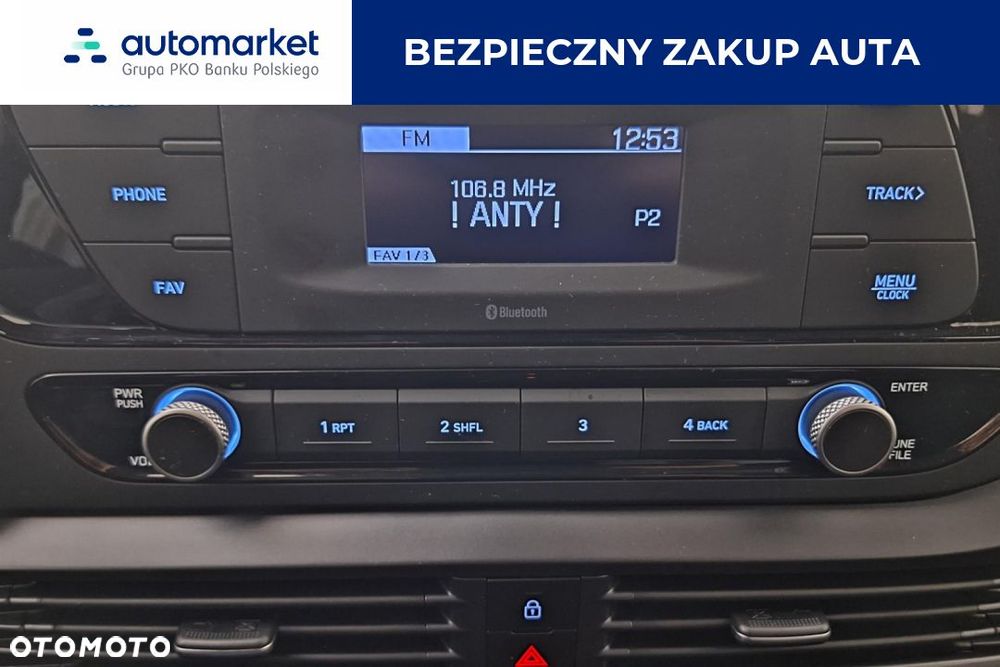 automarket
Grupa PKO Banku Polskiego
BEZPIECZNY ZAKUP AUTA
FM 12:53
PHONE
106.8 MHz
TRACK>
! ANTY ! P2
FAV 1/3
FAV
MENU
CLOCK
Bluetooth
PWR
PUSH
ENTER
1 RPT
2 SHFL
3
4 BACK
FILE
OTOMOTO